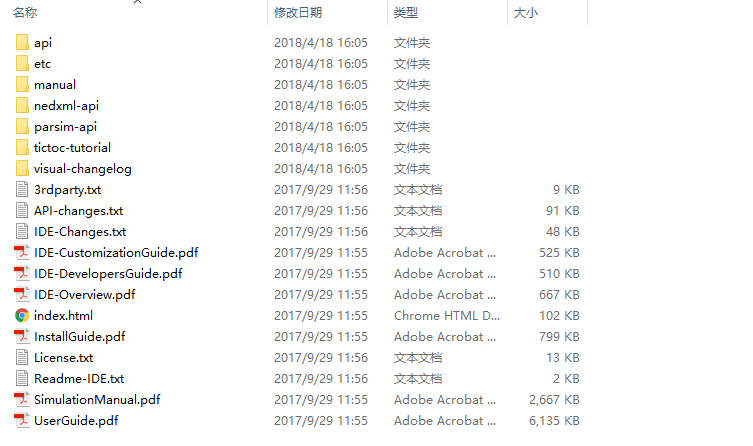 名称 修改日期 类型 大小
api 2018/4/18 16:05 文件夹
etc 2018/4/18 16:05 文件夹
manual 2018/4/18 16:05 文件夹
nedxml-api 2018/4/18 16:05 文件夹
parsim-api 2018/4/18 16:05 文件夹
tictoc-tutorial 2018/4/18 16:05 文件夹
visual-changelog 2018/4/18 16:05 文件夹
3rdparty.txt 2017/9/29 11:56 文本文档 9 KB
API-changes.txt 2017/9/29 11:56 文本文档 91 KB
IDE-Changes.txt 2017/9/29 11:56 文本文档 48 KB
IDE-CustomizationGuide.pdf 2017/9/29 11:55 Adobe Acrobat ... 525 KB
IDE-DevelopersGuide.pdf 2017/9/29 11:55 Adobe Acrobat ... 510 KB
IDE-Overview.pdf 2017/9/29 11:55 Adobe Acrobat ... 667 KB
index.html 2017/9/29 11:55 Chrome HTML D... 102 KB
InstallGuide.pdf 2017/9/29 11:55 Adobe Acrobat ... 799 KB
License.txt 2017/9/29 11:56 文本文档 13 KB
Readme-IDE.txt 2017/9/29 11:56 文本文档 2 KB
SimulationManual.pdf 2017/9/29 11:55 Adobe Acrobat ... 2,667 KB
UserGuide.pdf 2017/9/29 11:55 Adobe Acrobat ... 6,135 KB